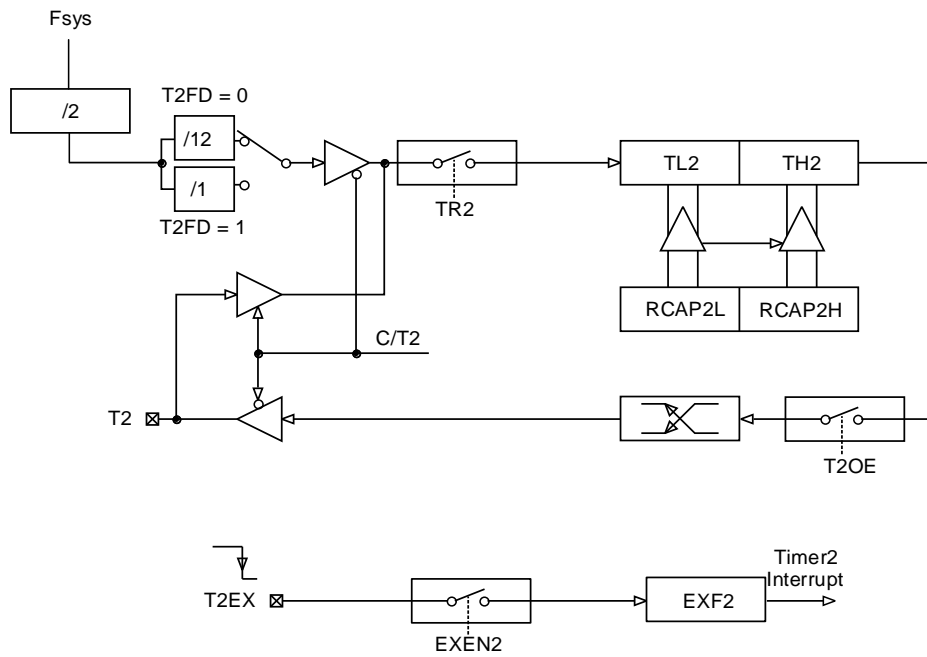 Fsys
/2
T2FD = 0
/12
/1
T2FD = 1
TR2
TL2
TH2
RCAP2L
RCAP2H
C/T2
T2
T2OE
T2EX
EXEN2
EXF2
Timer2
Interrupt